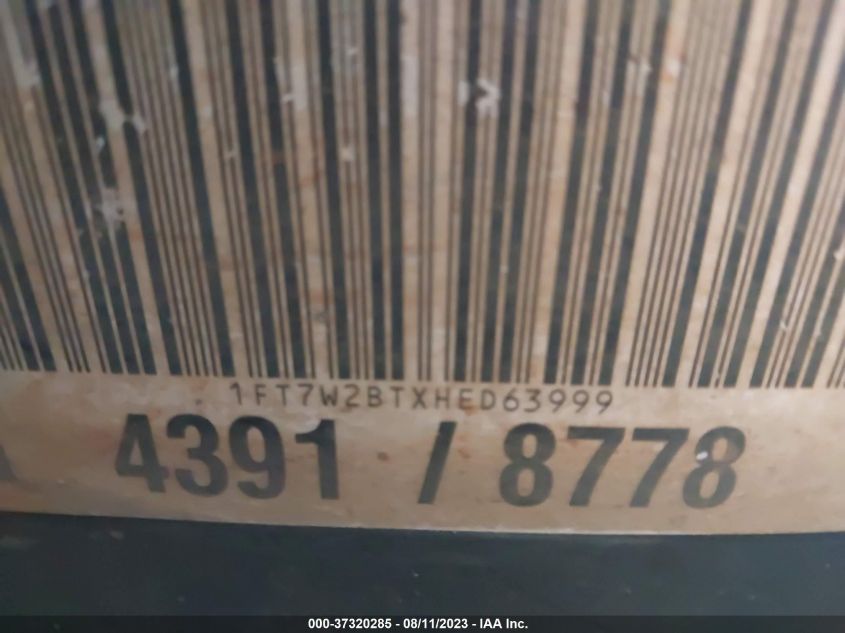 1FT7W2BTXHED63999
4391 / 8778
000-37320285 - 08/11/2023 - IAA Inc.